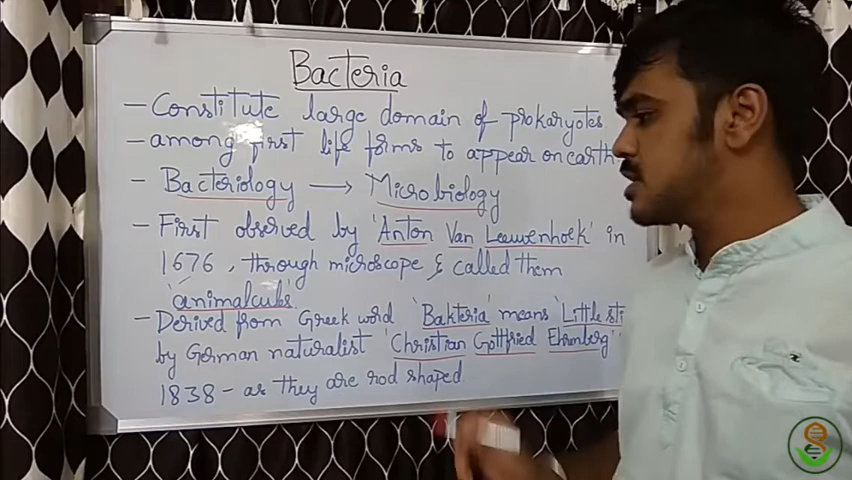 Bacteria
- Constitute large domain of prokaryotes
- among first life forms to appear on earth
- Bacteriology → Microbiology
- First observed by 'Anton Van Leeuwenhoek' in
1676, through microscope & called them
'animalcubs'.
- Derived from Greek word 'Bakteria' means 'Little sti
by German naturalist 'Christian Gottfried Ehrenberg'
1838 - as they are rod shaped